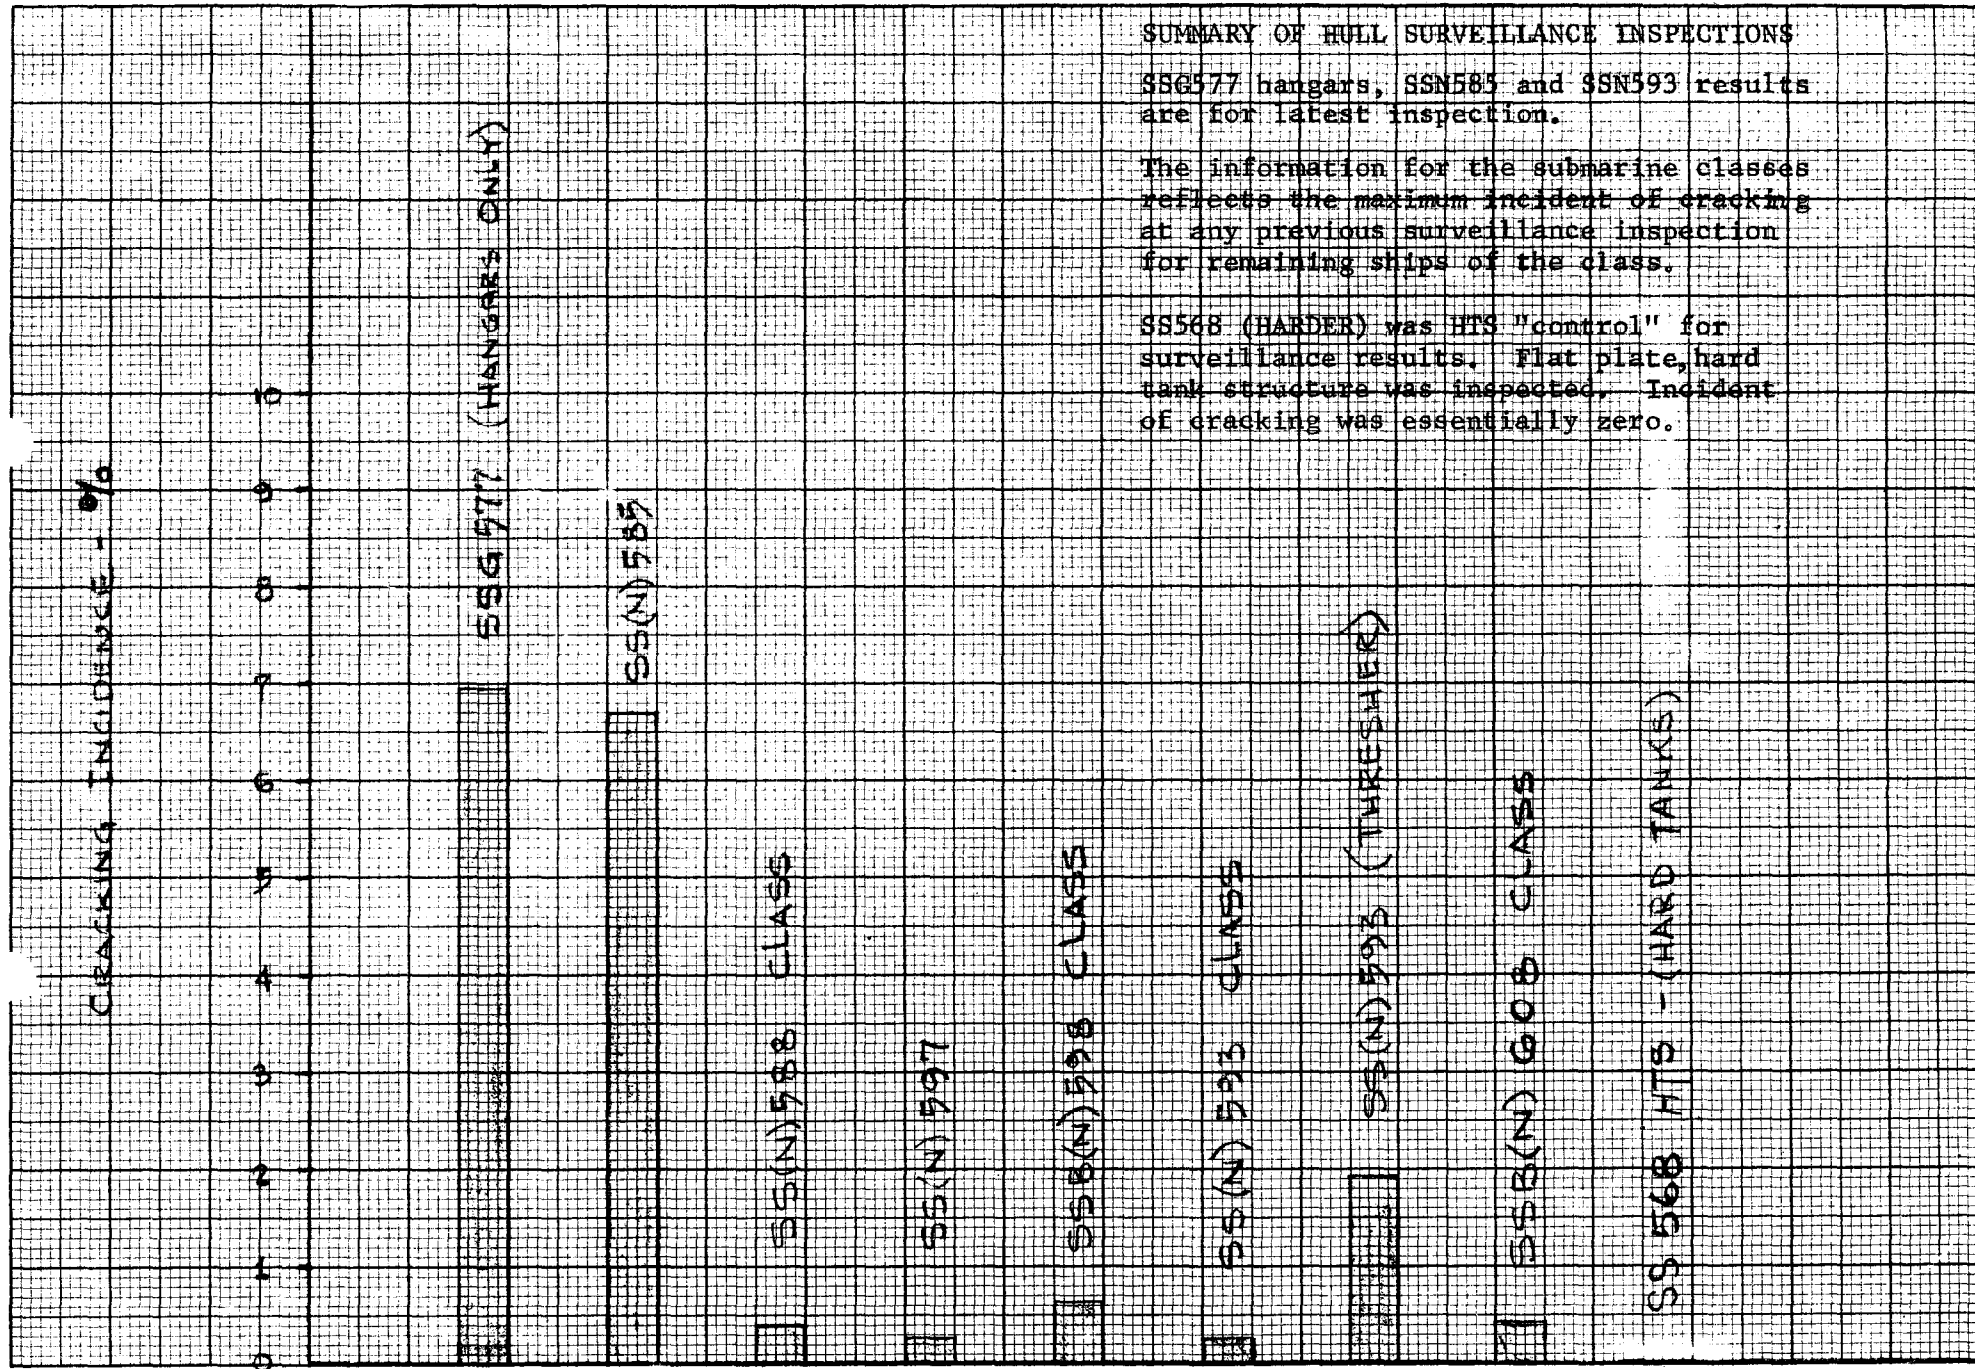 SUMMARY OF HULL SURVEILLANCE INSPECTIONS
SSG577 hangars, SSN585 and SSN593 results
are for latest inspection.
The information for the submarine classes
reflects the maximum incident of cracking
at any previous surveillance inspection
for remaining ships of the class.
SS568 (HARDER) was HTS "control" for
surveillance results. Flat plate, hard
tank structure was inspected. Incident
of cracking was essentially zero.
CRACKING INCIDENCE - %
10
9
8
7
6
5
4
3
2
1
0
SSG 577 (HANGARS ONLY)
SS(N) 585
SS(N) 588 CLASS
SS(N) 597
SSB(N) 598 CLASS
SS(N) 593 CLASS
SS(N) 593 (THRESHER)
SSB(N) 608 CLASS
SS 568 HTS - (HARD TANKS)